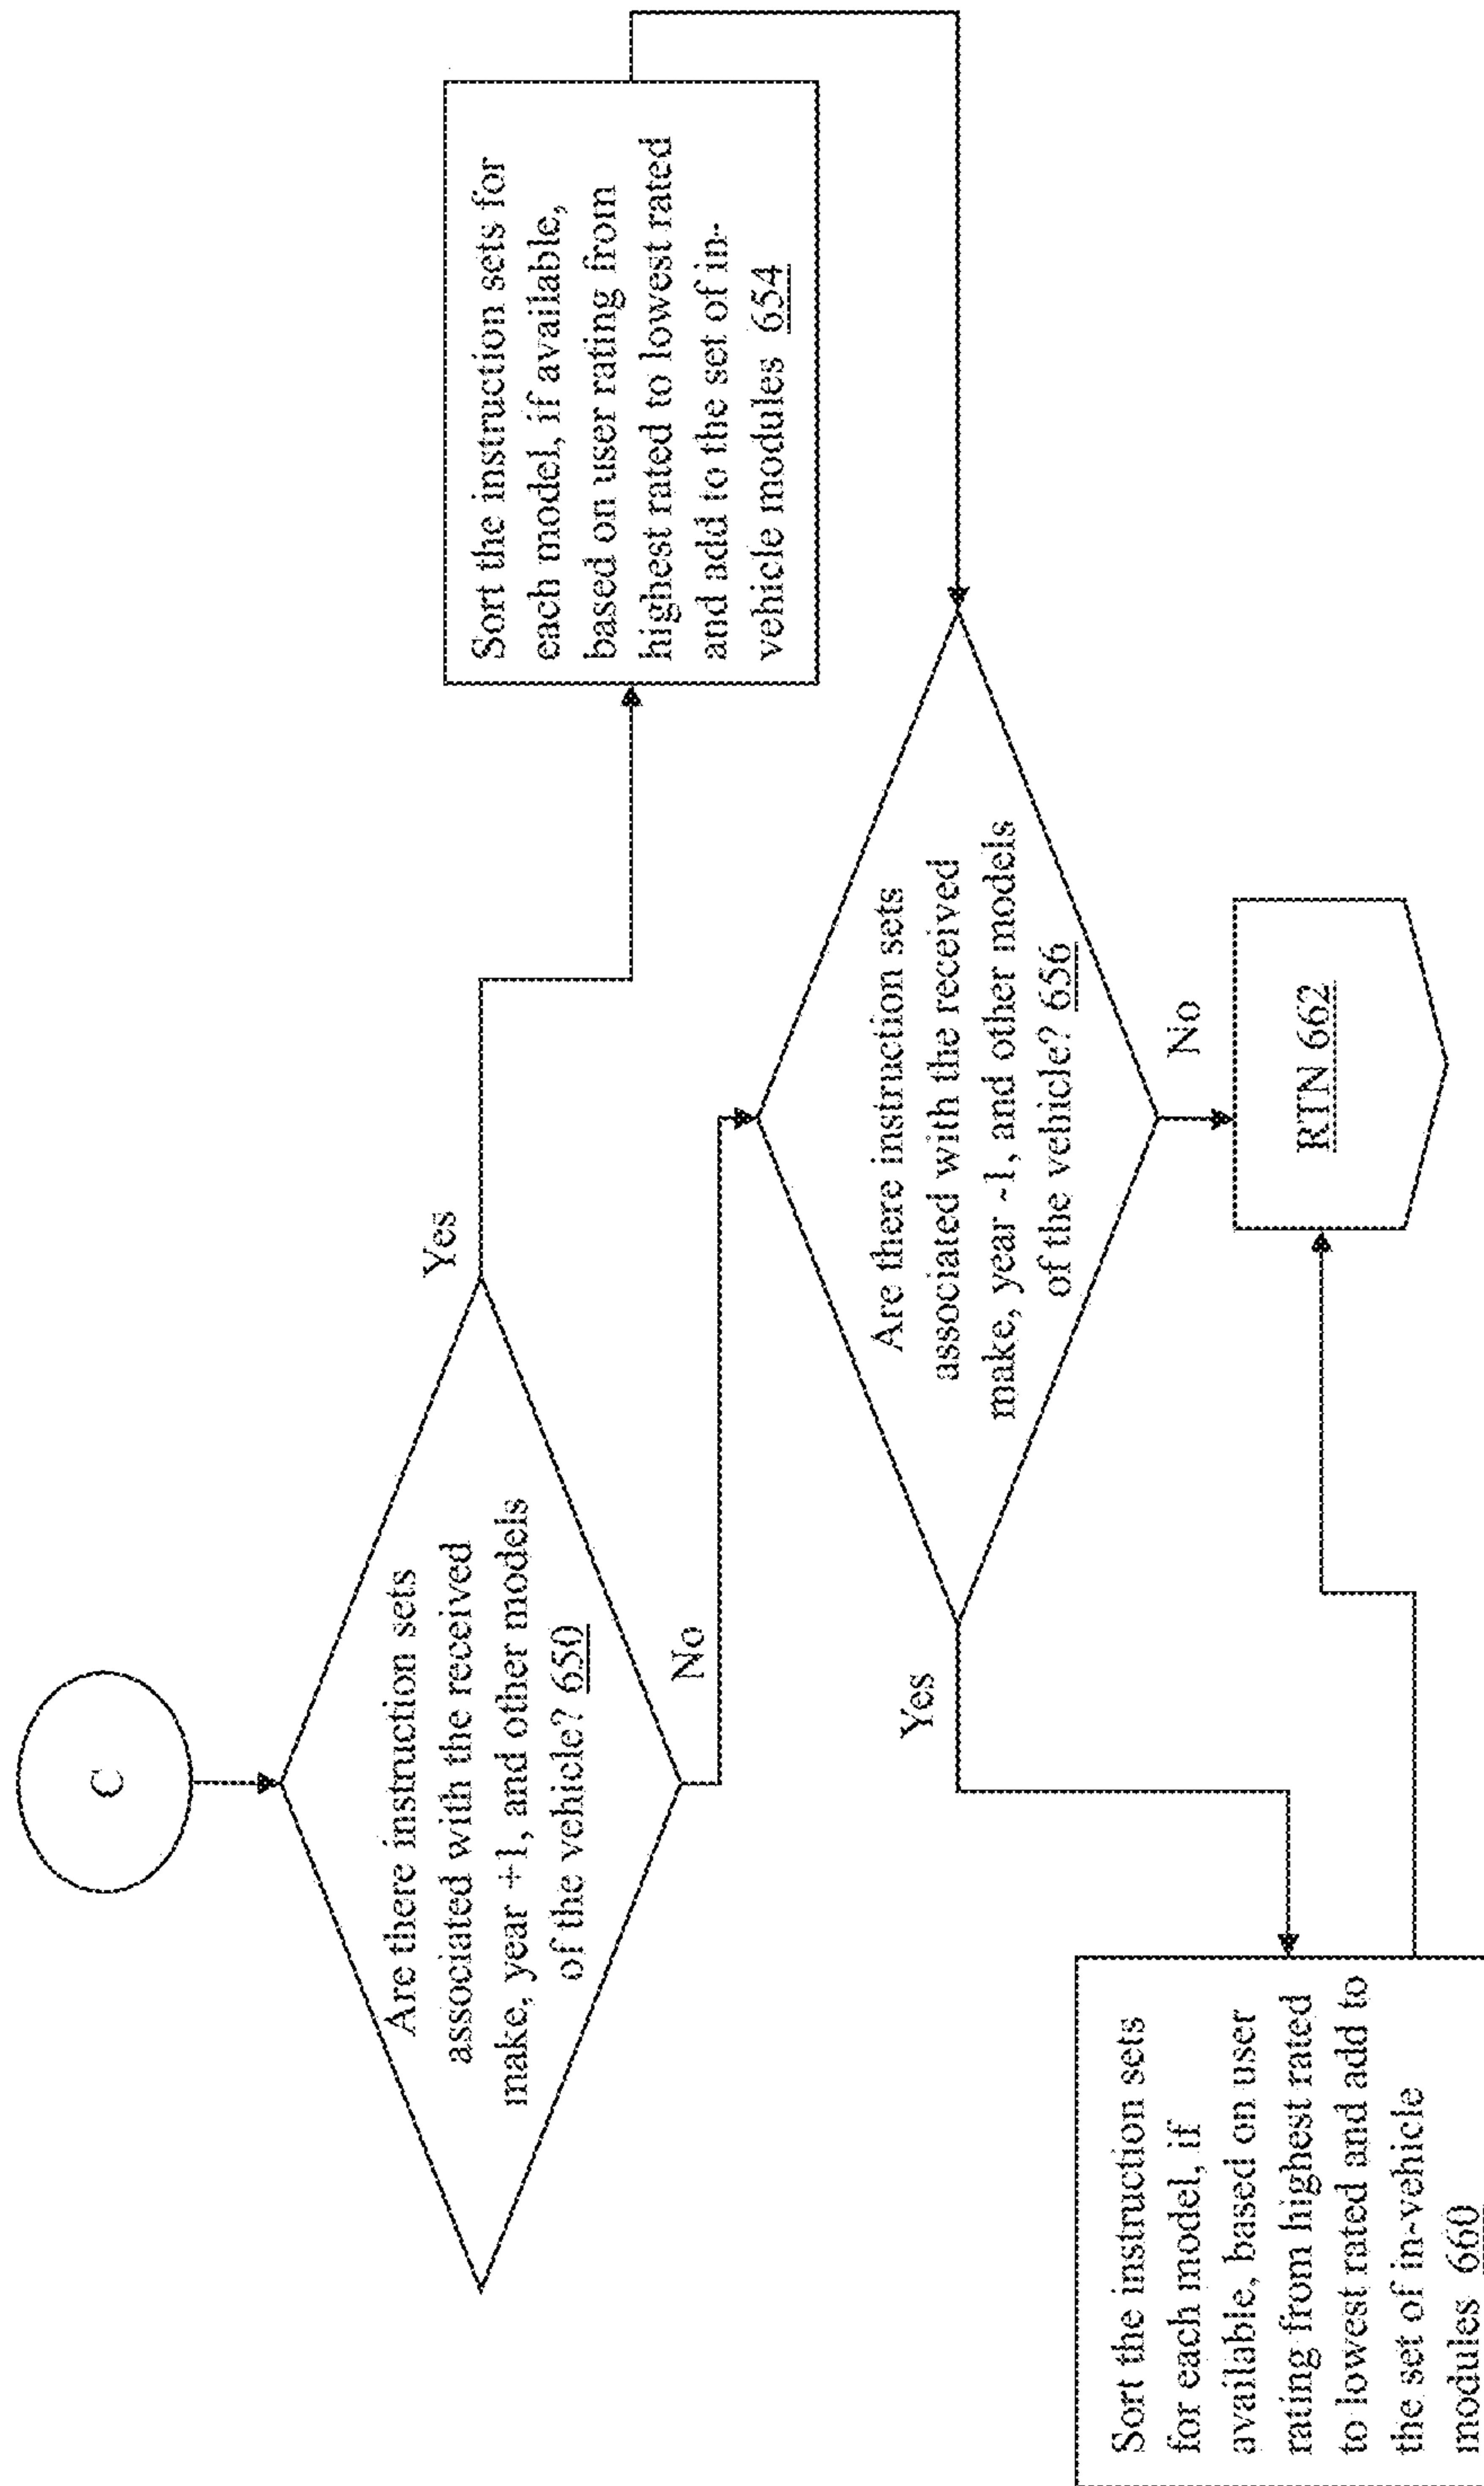 C
Are there instruction sets
associated with the received
make, year +1, and other models
of the vehicle? 650
Yes
No
Sort the instruction sets for
each model, if available,
based on user rating from
highest rated to lowest rated
and add to the set of in-
vehicle modules 654
Are there instruction sets
associated with the received
make, year -1, and other models
of the vehicle? 656
Yes
No
Sort the instruction sets
for each model, if
available, based on user
rating from highest rated
to lowest rated and add to
the set of in-vehicle
modules 660
RTN 662